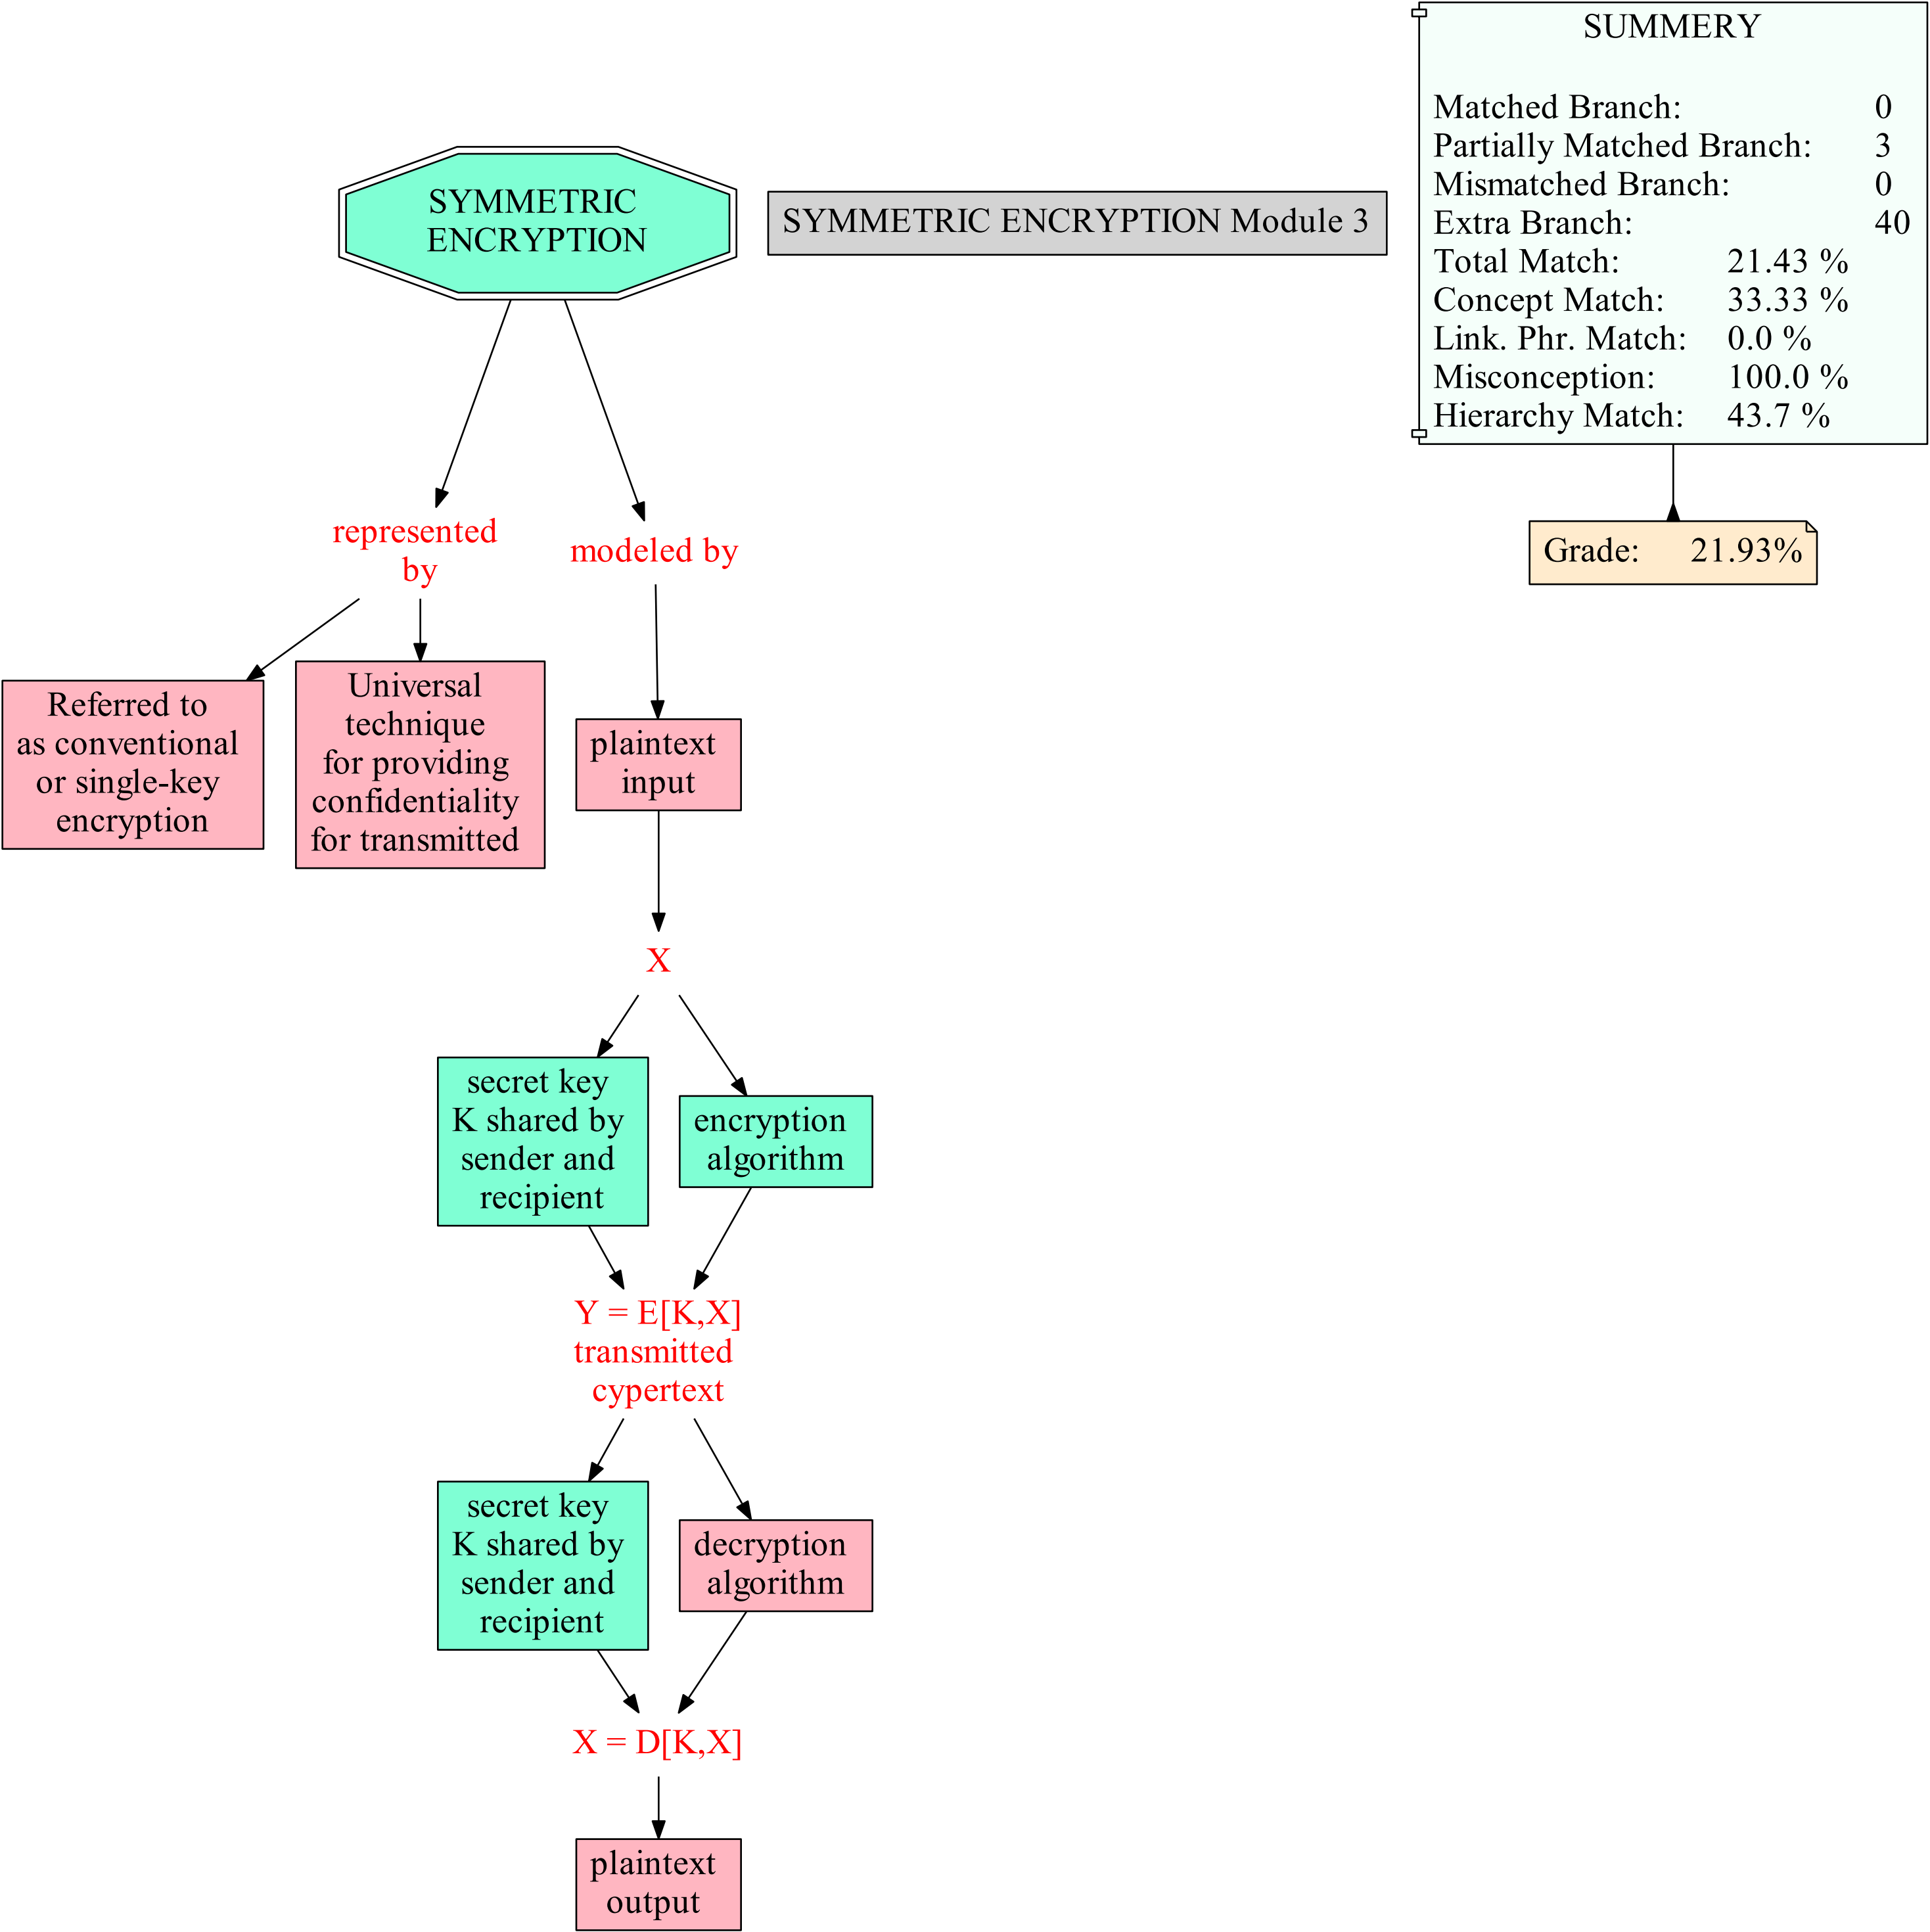 SYMMETRIC
ENCRYPTION
SYMMETRIC ENCRYPTION Module 3
SUMMERY
Matched Branch: 0
Partially Matched Branch: 3
Mismatched Branch: 0
Extra Branch: 40
Total Match: 21.43 %
Concept Match: 33.33 %
Link. Phr. Match: 0.0 %
Misconception: 100.0 %
Hierarchy Match: 43.7 %
Grade: 21.93%
represented
by
modeled by
Referred to
as conventional
or single-key
encryption
Universal
technique
for providing
confidentiality
for transmitted
plaintext
input
X
secret key
K shared by
sender and
recipient
encryption
algorithm
Y = E[K,X]
transmitted
cypertext
secret key
K shared by
sender and
recipient
decryption
algorithm
X = D[K,X]
plaintext
output